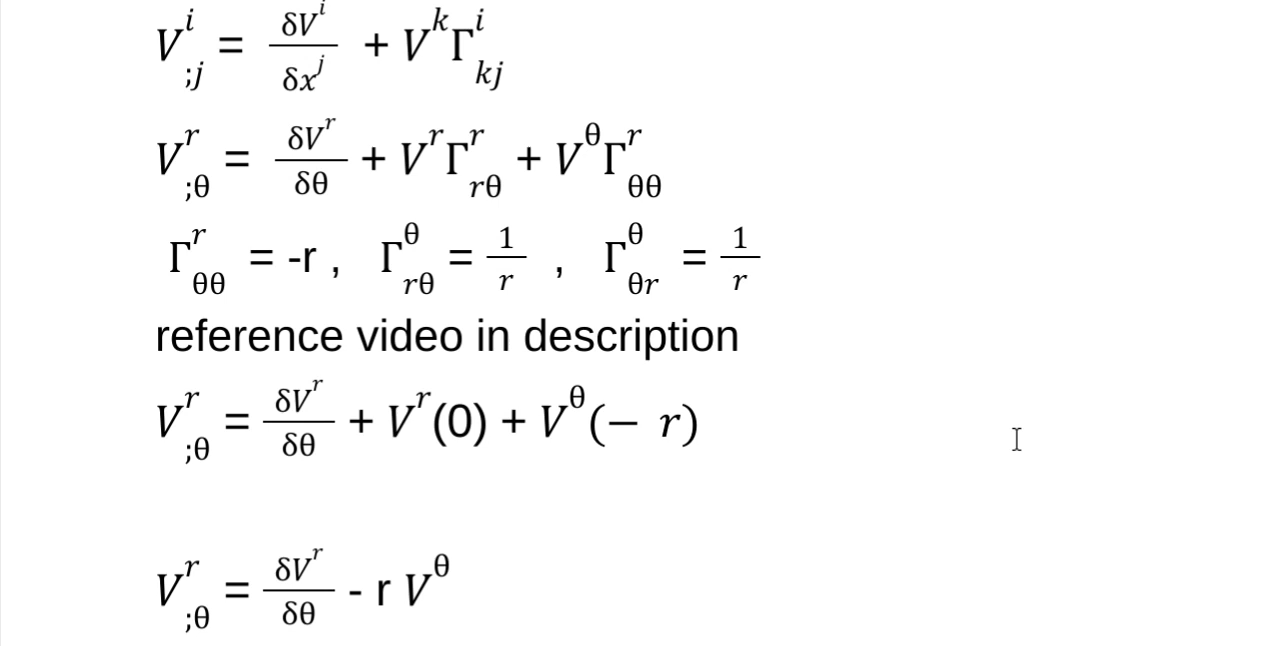 V^i_{;j} = δV^i/δx^j + V^k Γ^i_{kj}
V^r_{;θ} = δV^r/δθ + V^r Γ^r_{rθ} + V^θ Γ^r_{θθ}
Γ^r_{θθ} = -r , Γ^θ_{rθ} = 1/r , Γ^θ_{θr} = 1/r
reference video in description
V^r_{;θ} = δV^r/δθ + V^r(0) + V^θ(− r)
V^r_{;θ} = δV^r/δθ - r V^θ